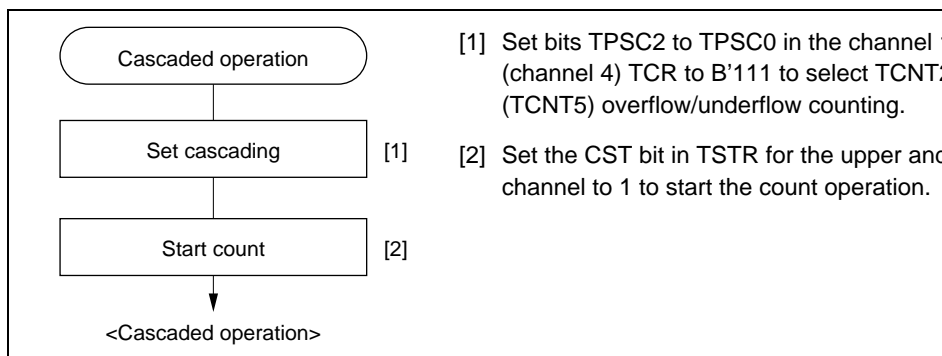 Cascaded operation
Set cascading [1]
Start count [2]
<Cascaded operation>
[1] Set bits TPSC2 to TPSC0 in the channel
(channel 4) TCR to B'111 to select TCNT2
(TCNT5) overflow/underflow counting.
[2] Set the CST bit in TSTR for the upper and
channel to 1 to start the count operation.